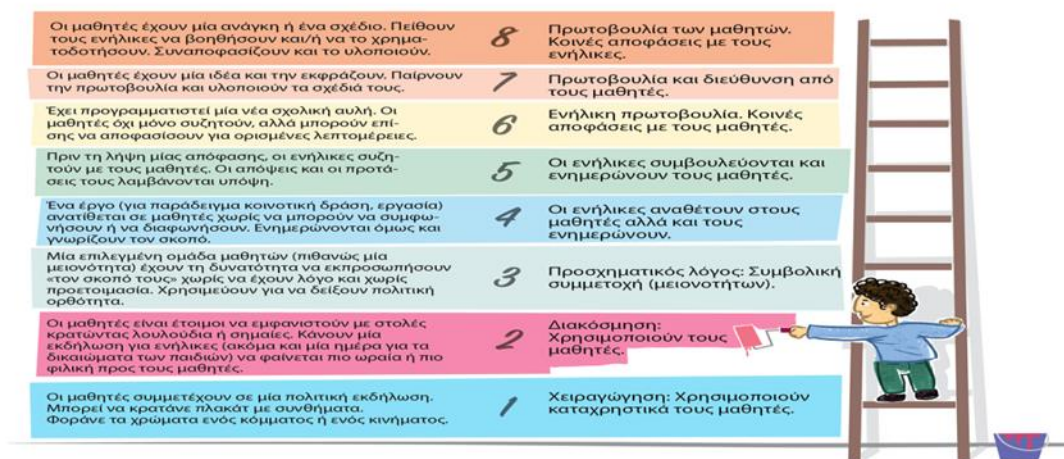 Οι μαθητές έχουν μία ανάγκη ή ένα σχέδιο. Πείθουν
τους ενήλικες να βοηθήσουν και/ή να το χρημα-
τοδοτήσουν. Συναποφασίζουν και το υλοποιούν.
8
Πρωτοβουλία των μαθητών.
Κοινές αποφάσεις με τους
ενήλικες.
Οι μαθητές έχουν μία ιδέα και την εκφράζουν. Παίρνουν
την πρωτοβουλία και υλοποιούν τα σχέδιά τους.
7
Πρωτοβουλία και διεύθυνση από
τους μαθητές.
Έχει προγραμματιστεί μία νέα σχολική αυλή. Οι
μαθητές όχι μόνο συζητούν, αλλά μπορούν επί-
σης να αποφασίσουν για ορισμένες λεπτομέρειες.
6
Ενήλικη πρωτοβουλία. Κοινές
αποφάσεις με τους μαθητές.
Πριν τη λήψη μίας απόφασης, οι ενήλικες συζη-
τούν με τους μαθητές. Οι απόψεις και οι προτά-
σεις τους λαμβάνονται υπόψη.
5
Οι ενήλικες συμβουλεύονται και
ενημερώνουν τους μαθητές.
Ένα έργο (για παράδειγμα κοινοτική δράση, εργασία)
ανατίθεται σε μαθητές χωρίς να μπορούν να συμφω-
νήσουν ή να διαφωνήσουν. Ενημερώνονται όμως και
γνωρίζουν τον σκοπό.
4
Οι ενήλικες αναθέτουν στους
μαθητές αλλά και τους
ενημερώνουν.
Μία επιλεγμένη ομάδα μαθητών (πιθανώς μία
μειονότητα) έχουν τη δυνατότητα να εκπροσωπήσουν
«τον σκοπό τους» χωρίς να έχουν λόγο και χωρίς
προετοιμασία. Χρησιμεύουν για να δείξουν πολιτική
ορθότητα.
3
Προσχηματικός λόγος: Συμβολική
συμμετοχή (μειονοτήτων).
Οι μαθητές είναι έτοιμοι να εμφανιστούν με στολές
κρατώντας λουλούδια ή σημαίες. Κάνουν μία
εκδήλωση για ενήλικες (ακόμα και μία ημέρα για τα
δικαιώματα των παιδιών) να φαίνεται πιο ωραία ή πιο
φιλική προς τους μαθητές.
2
Διακόσμηση:
Χρησιμοποιούν τους
μαθητές.
Οι μαθητές συμμετέχουν σε μία πολιτική εκδήλωση.
Μπορεί να κρατάνε πλακάτ με συνθήματα.
Φοράνε τα χρώματα ενός κόμματος ή ενός κινήματος.
1
Χειραγώγηση: Χρησιμοποιούν
καταχρηστικά τους μαθητές.